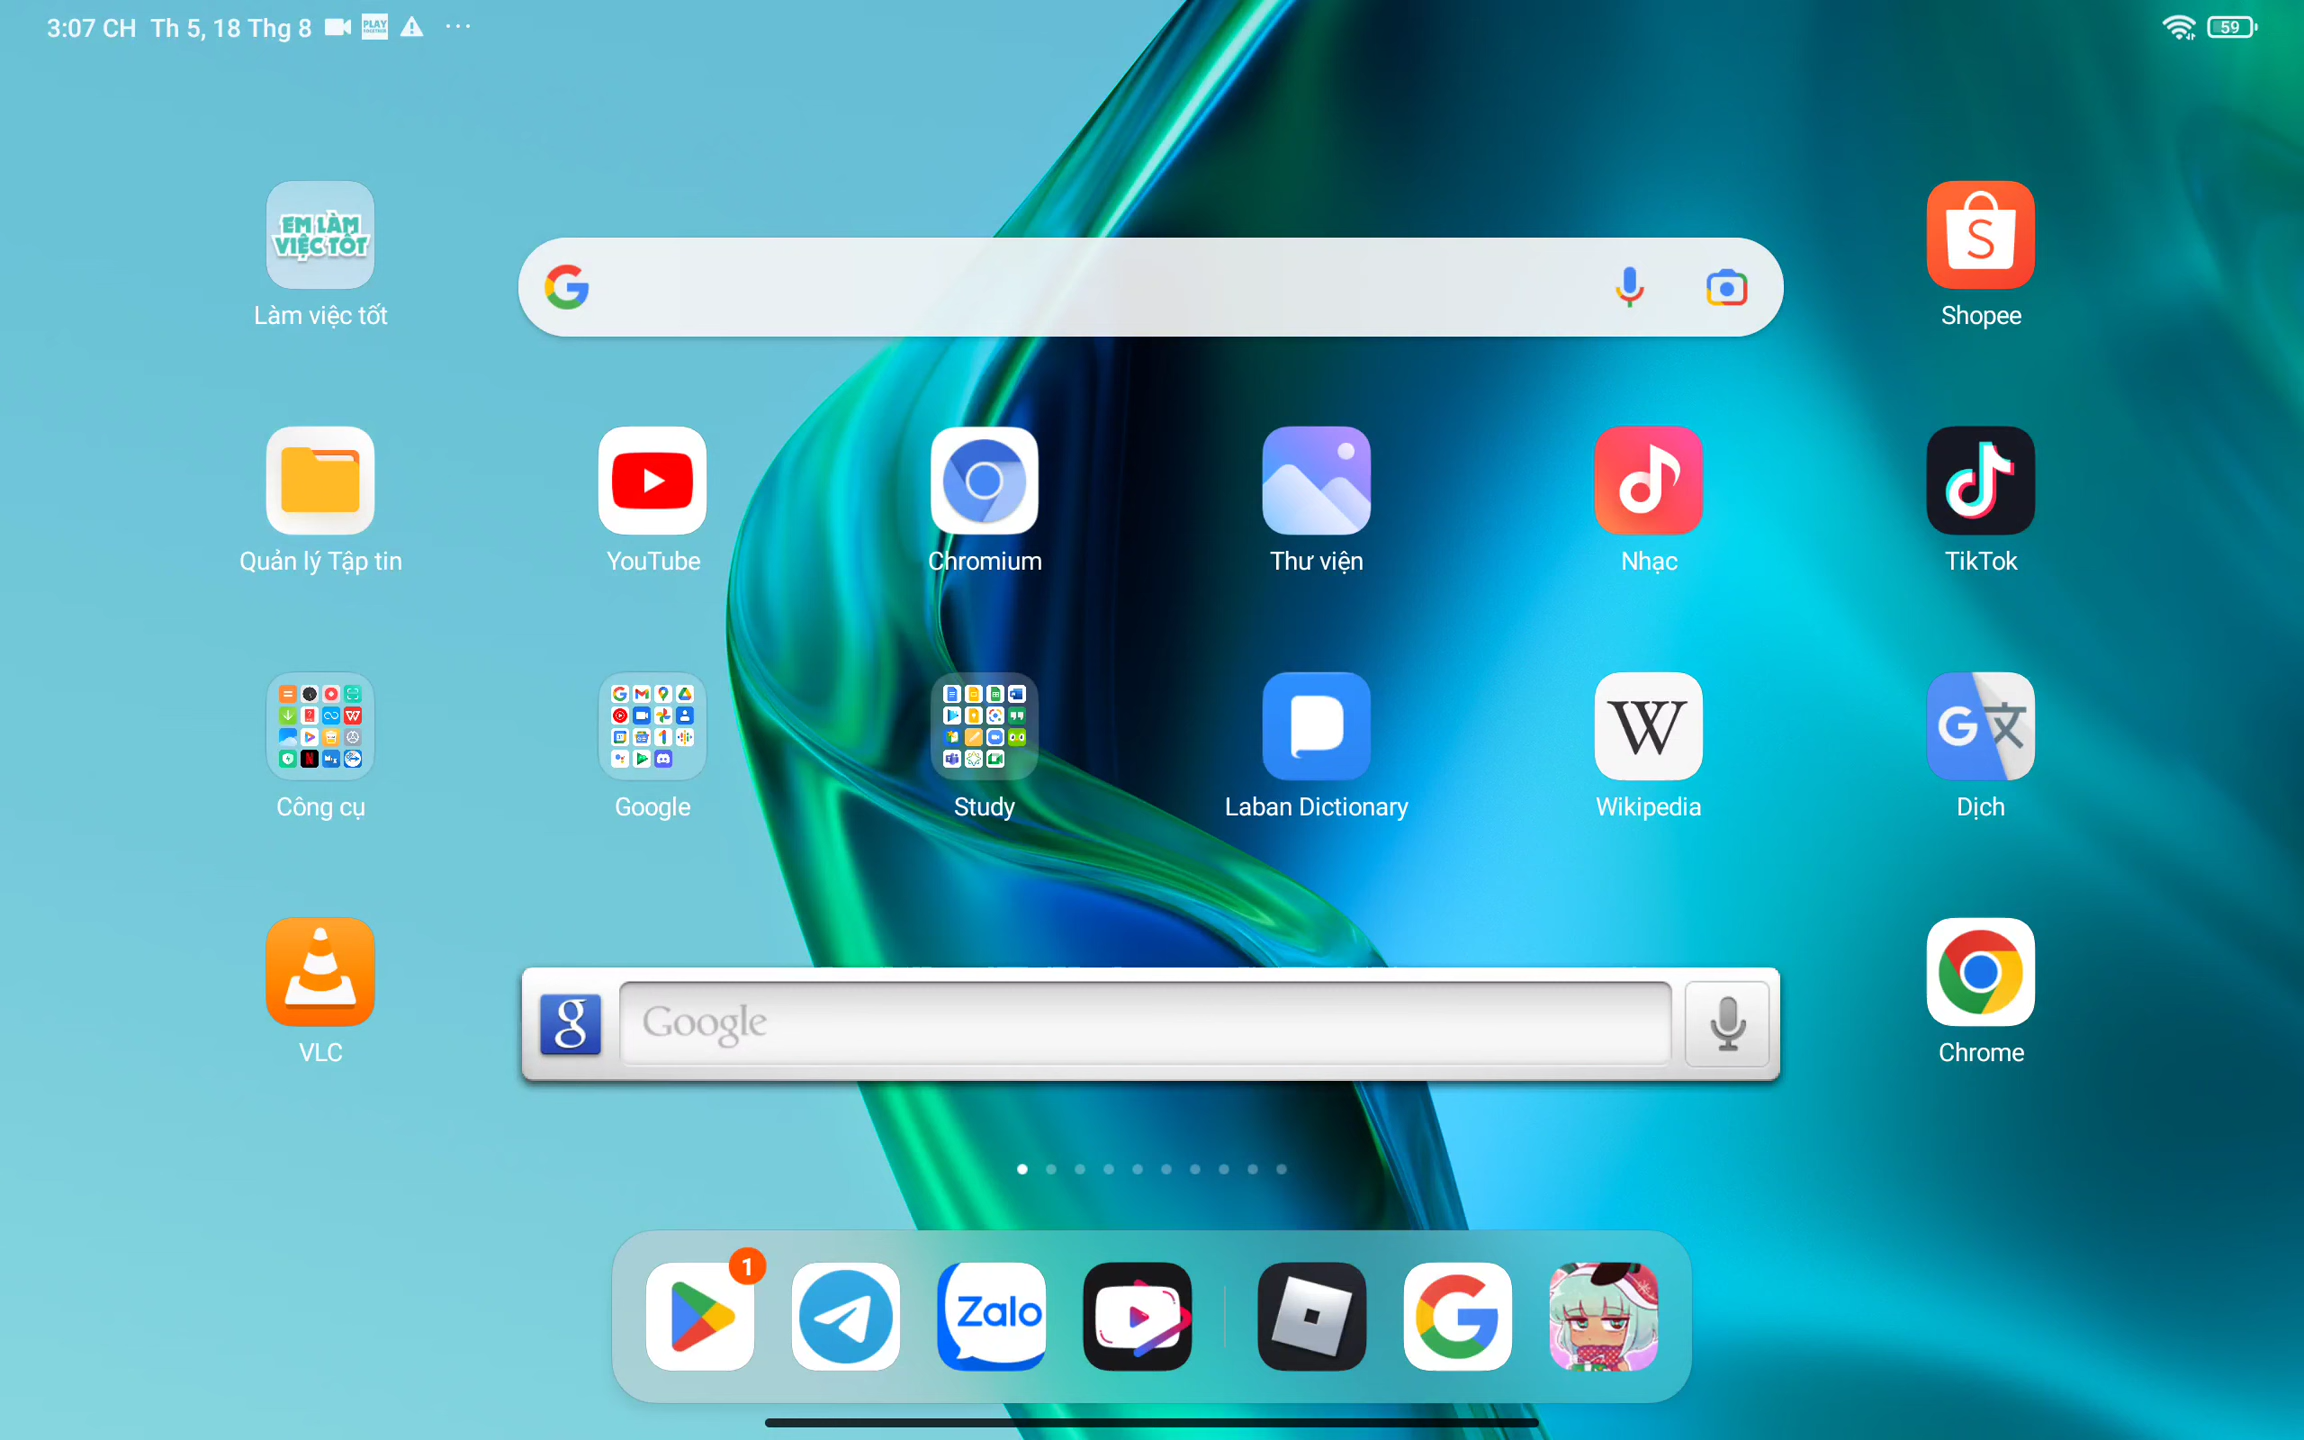 3:07 CH Th 5, 18 Thg 8
PLAY TOGETHER
59
EM LÀM
VIỆC TỐT
Làm việc tốt
Shopee
Quản lý Tập tin
YouTube
Chromium
Thư viện
Nhạc
TikTok
Công cụ
Google
Study
Laban Dictionary
Wikipedia
Dịch
VLC
Google
Chrome
1
Zalo